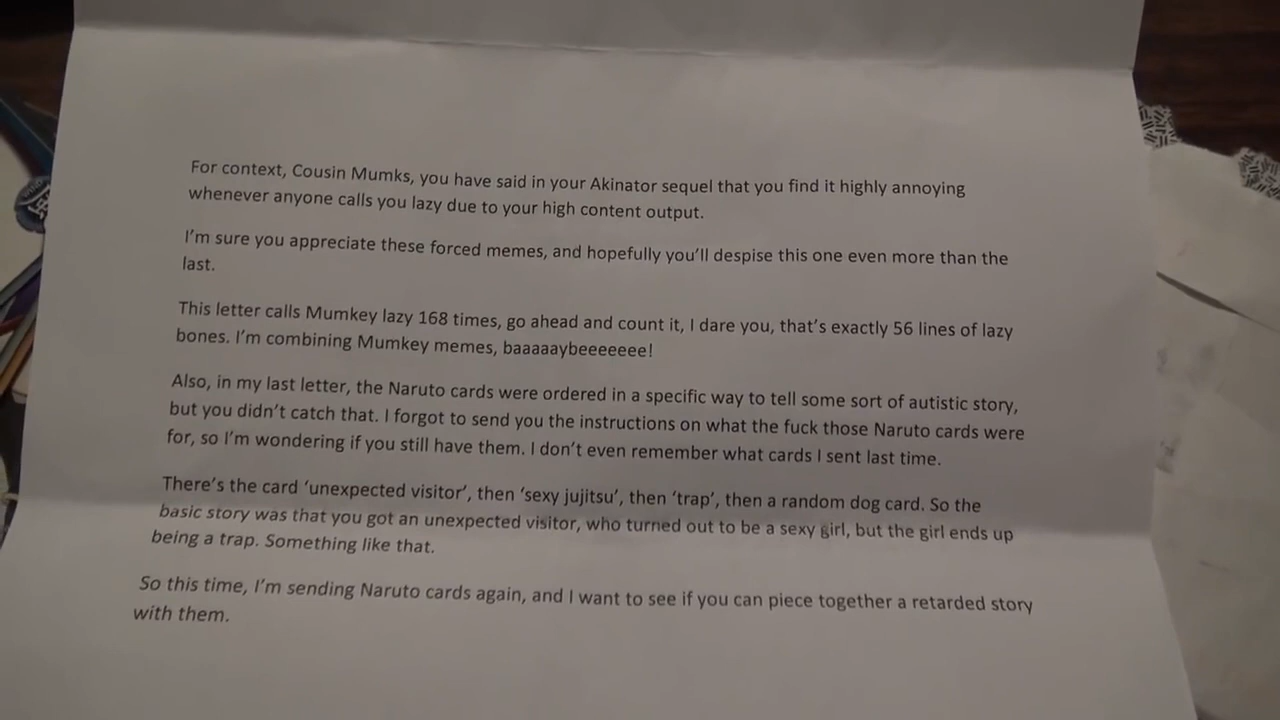 For context, Cousin Mumks, you have said in your Akinator sequel that you find it highly annoying
whenever anyone calls you lazy due to your high content output.
I'm sure you appreciate these forced memes, and hopefully you'll despise this one even more than the
last.
This letter calls Mumkey lazy 168 times, go ahead and count it, I dare you, that's exactly 56 lines of lazy
bones. I'm combining Mumkey memes, baaaaaybeeeeeee!
Also, in my last letter, the Naruto cards were ordered in a specific way to tell some sort of autistic story,
but you didn't catch that. I forgot to send you the instructions on what the fuck those Naruto cards were
for, so I'm wondering if you still have them. I don't even remember what cards I sent last time.
There's the card 'unexpected visitor', then 'sexy jujitsu', then 'trap', then a random dog card. So the
basic story was that you got an unexpected visitor, who turned out to be a sexy girl, but the girl ends up
being a trap. Something like that.
So this time, I'm sending Naruto cards again, and I want to see if you can piece together a retarded story
with them.